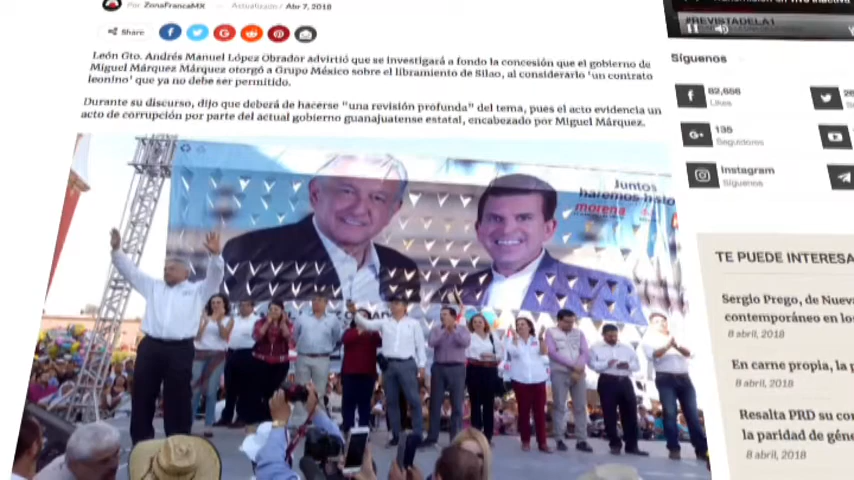 Por ZonaFrancaMX — Actualizado / Abr 7, 2018
Share
León Gto. Andrés Manuel López Obrador advirtió que se investigará a fondo la concesión que el gobierno de
Miguel Márquez Márquez otorgó a Grupo México sobre el libramiento de Silao, al considerarlo 'un contrato
leonino' que ya no debe ser permitido.
Durante su discurso, dijo que deberá de hacerse "una revisión profunda" del tema, pues el acto evidencia un
acto de corrupción por parte del actual gobierno guanajuatense estatal, encabezado por Miguel Márquez.
Juntos
haremos historia
morena
#REVISTADELA1
Síguenos
82,656
Likes
135
Seguidores
Instagram
Síguenos
TE PUEDE INTERESA
Sergio Prego, de Nuev
contemporáneo en los
8 abril, 2018
En carne propia, la p
8 abril, 2018
Resalta PRD su co
la paridad de géne
8 abril, 2018